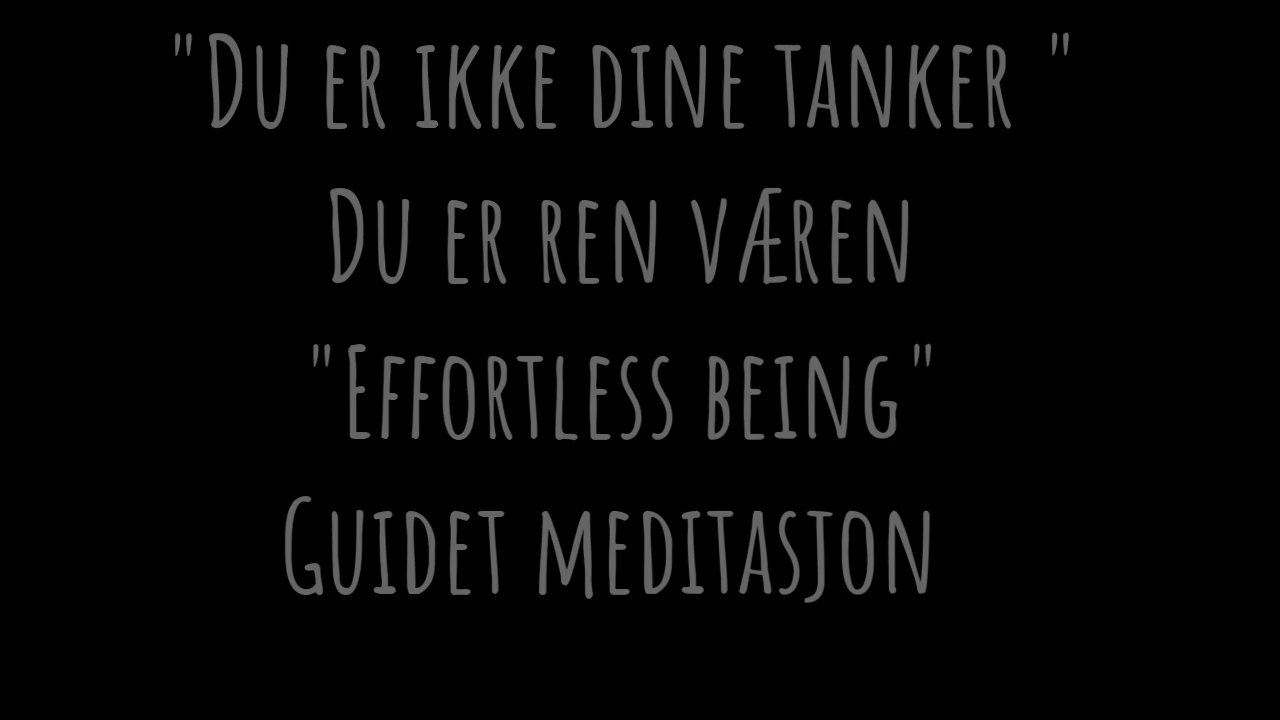 "Du er ikke dine tanker "
Du er ren væren
"Effortless being"
Guidet meditasjon